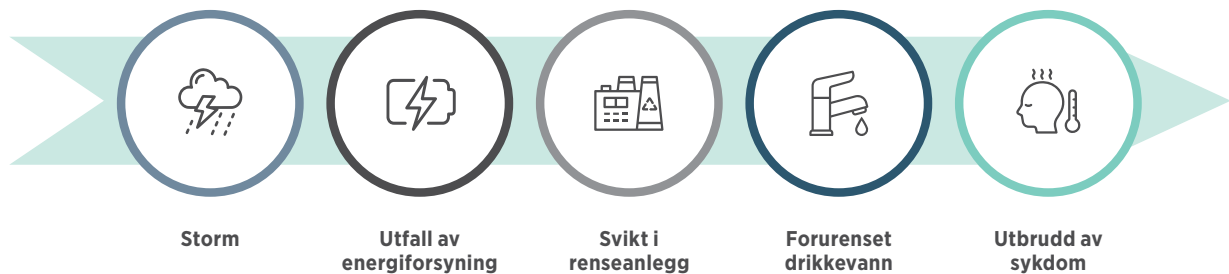 Storm
Utfall av
energiforsyning
Svikt i
renseanlegg
Forurenset
drikkevann
Utbrudd av
sykdom